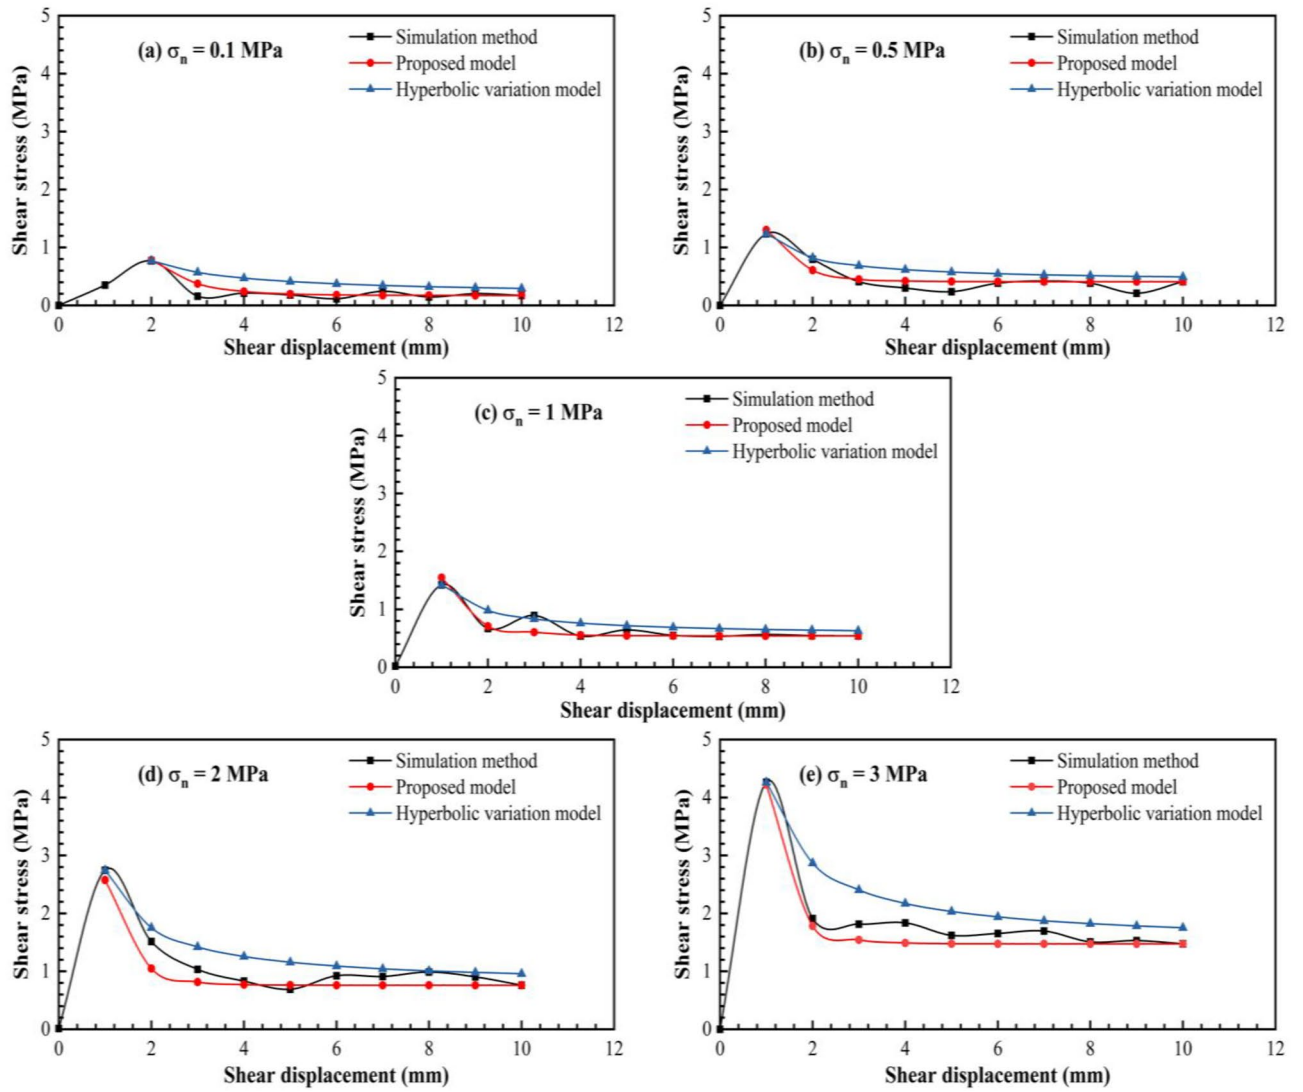 (a) σn = 0.1 MPa
Simulation method
Proposed model
Hyperbolic variation model
Shear stress (MPa)
5
4
3
2
1
0
0 2 4 6 8 10 12
Shear displacement (mm)
(b) σn = 0.5 MPa
Simulation method
Proposed model
Hyperbolic variation model
Shear stress (MPa)
5
4
3
2
1
0
0 2 4 6 8 10 12
Shear displacement (mm)
(c) σn = 1 MPa
Simulation method
Proposed model
Hyperbolic variation model
Shear stress (MPa)
5
4
3
2
1
0
0 2 4 6 8 10 12
Shear displacement (mm)
(d) σn = 2 MPa
Simulation method
Proposed model
Hyperbolic variation model
Shear stress (MPa)
5
4
3
2
1
0
0 2 4 6 8 10 12
Shear displacement (mm)
(e) σn = 3 MPa
Simulation method
Proposed model
Hyperbolic variation model
Shear stress (MPa)
5
4
3
2
1
0
0 2 4 6 8 10 12
Shear displacement (mm)